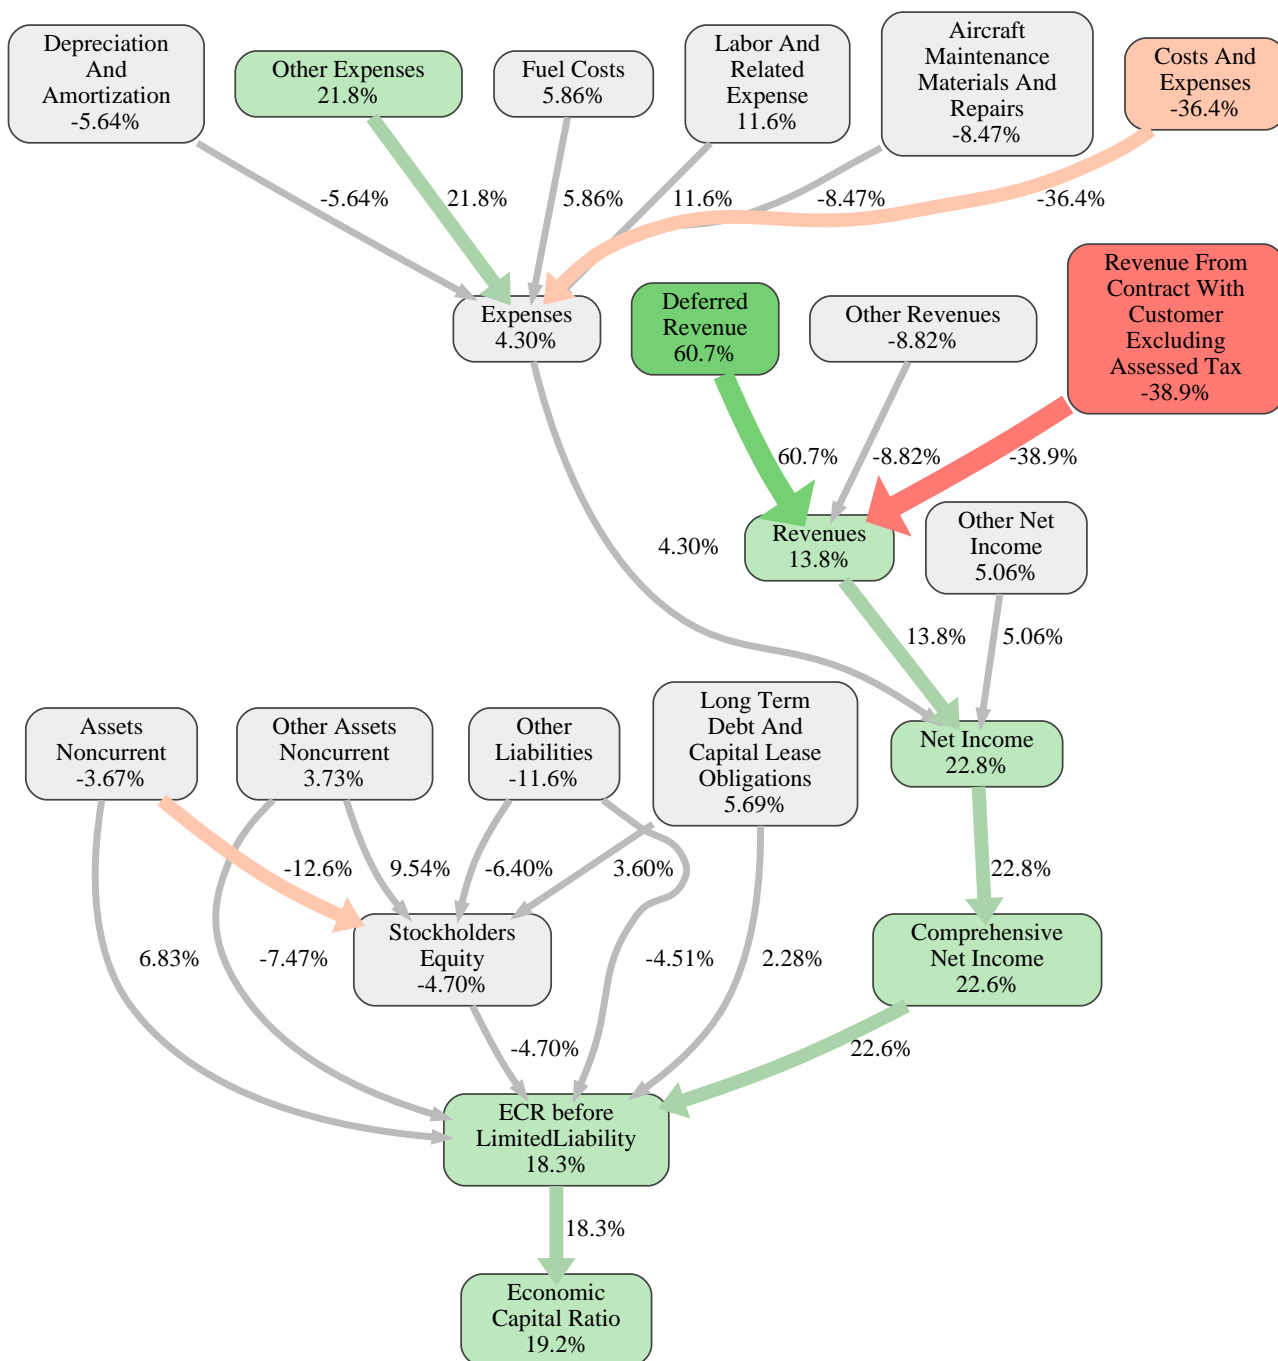 Depreciation
And
Amortization
-5.64%
Other Expenses
21.8%
Fuel Costs
5.86%
Labor And
Related
Expense
11.6%
Aircraft
Maintenance
Materials And
Repairs
-8.47%
Costs And
Expenses
-36.4%
-5.64%
21.8%
5.86%
11.6%
-8.47%
-36.4%
Expenses
4.30%
Deferred
Revenue
60.7%
Other Revenues
-8.82%
Revenue From
Contract With
Customer
Excluding
Assessed Tax
-38.9%
60.7%
-8.82%
-38.9%
4.30%
Revenues
13.8%
Other Net
Income
5.06%
13.8%
5.06%
Assets
Noncurrent
-3.67%
Other Assets
Noncurrent
3.73%
Other
Liabilities
-11.6%
Long Term
Debt And
Capital Lease
Obligations
5.69%
Net Income
22.8%
-12.6%
9.54%
-6.40%
3.60%
22.8%
6.83%
-7.47%
Stockholders
Equity
-4.70%
-4.51%
2.28%
Comprehensive
Net Income
22.6%
-4.70%
22.6%
ECR before
LimitedLiability
18.3%
18.3%
Economic
Capital Ratio
19.2%